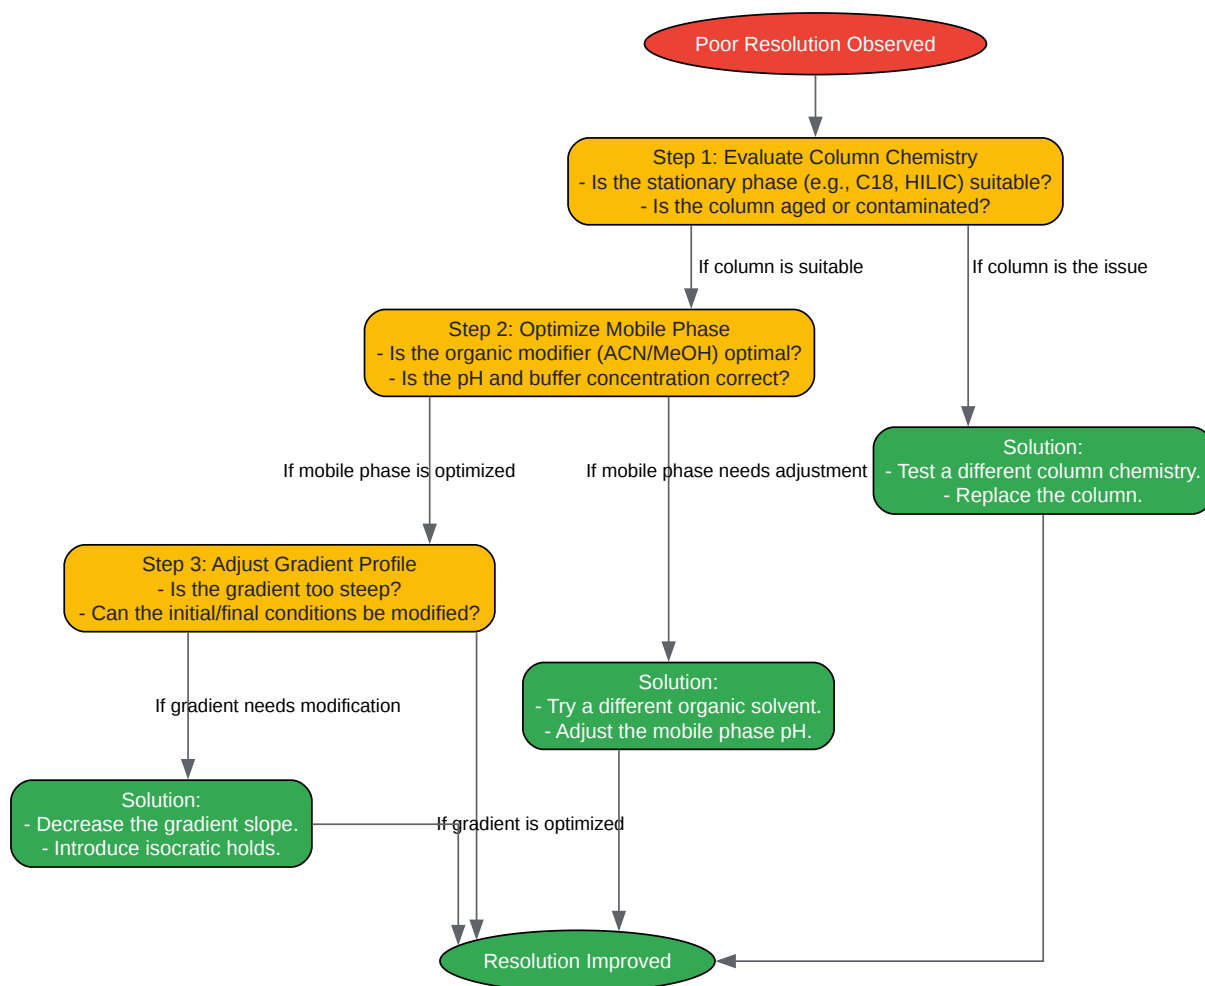 Poor Resolution Observed
Step 1: Evaluate Column Chemistry
- Is the stationary phase (e.g., C18, HILIC) suitable?
- Is the column aged or contaminated?
If column is suitable
If column is the issue
Step 2: Optimize Mobile Phase
- Is the organic modifier (ACN/MeOH) optimal?
- Is the pH and buffer concentration correct?
Solution:
- Test a different column chemistry.
- Replace the column.
If mobile phase is optimized
If mobile phase needs adjustment
Step 3: Adjust Gradient Profile
- Is the gradient too steep?
- Can the initial/final conditions be modified?
Solution:
- Try a different organic solvent.
- Adjust the mobile phase pH.
If gradient needs modification
Solution:
- Decrease the gradient slope.
- Introduce isocratic holds.
If gradient is optimized
Resolution Improved